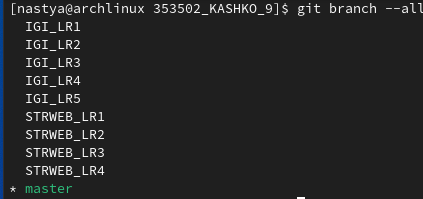 [nastya@archlinux 353502_KASHKO_9]$ git branch --all
IGI_LR1
IGI_LR2
IGI_LR3
IGI_LR4
IGI_LR5
STRWEB_LR1
STRWEB_LR2
STRWEB_LR3
STRWEB_LR4
* master